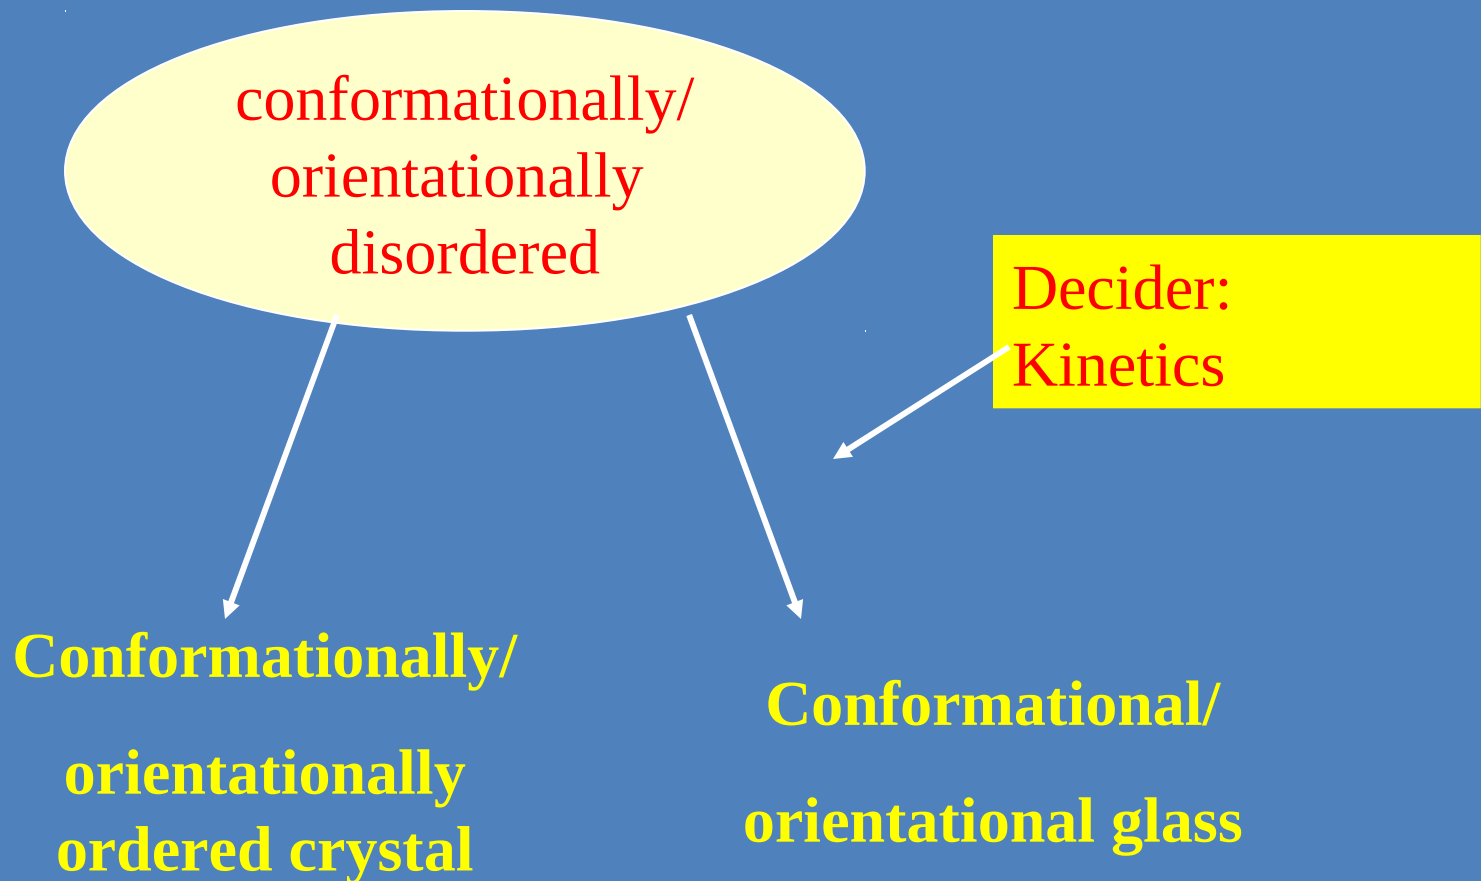 conformationally/
orientationally
disordered
Decider:
Kinetics
Conformationally/
orientationally
ordered crystal
Conformational/
orientational glass